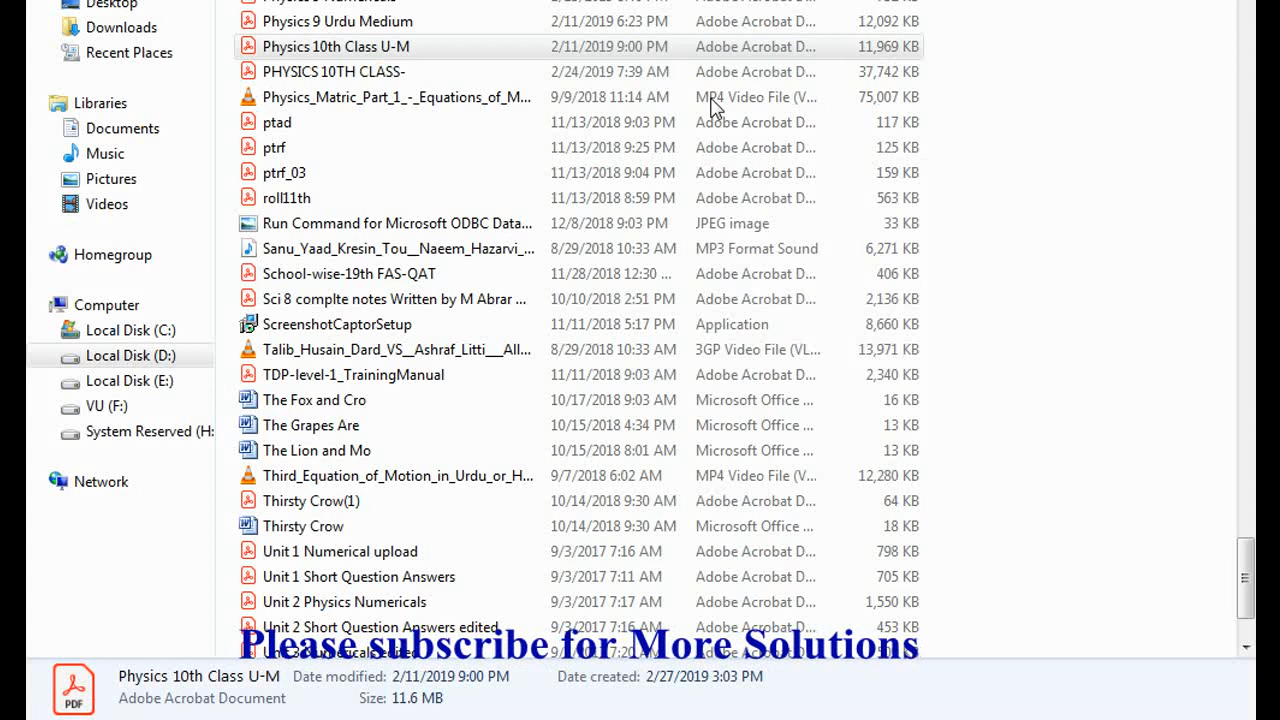 Desktop
Downloads
Recent Places
Libraries
Documents
Music
Pictures
Videos
Homegroup
Computer
Local Disk (C:)
Local Disk (D:)
Local Disk (E:)
VU (F:)
System Reserved (H:
Network
Physics 9 Urdu Medium 2/11/2019 6:23 PM Adobe Acrobat D... 12,092 KB
Physics 10th Class U-M 2/11/2019 9:00 PM Adobe Acrobat D... 11,969 KB
PHYSICS 10TH CLASS- 2/24/2019 7:39 AM Adobe Acrobat D... 37,742 KB
Physics_Matric_Part_1_-_Equations_of_M... 9/9/2018 11:14 AM MP4 Video File (V... 75,007 KB
ptad 11/13/2018 9:03 PM Adobe Acrobat D... 117 KB
ptrf 11/13/2018 9:25 PM Adobe Acrobat D... 125 KB
ptrf_03 11/13/2018 9:04 PM Adobe Acrobat D... 159 KB
roll11th 11/13/2018 8:59 PM Adobe Acrobat D... 563 KB
Run Command for Microsoft ODBC Data... 12/8/2018 9:03 PM JPEG image 33 KB
Sanu_Yaad_Kresin_Tou__Naeem_Hazarvi_... 8/29/2018 10:33 AM MP3 Format Sound 6,271 KB
School-wise-19th FAS-QAT 11/28/2018 12:30 ... Adobe Acrobat D... 406 KB
Sci 8 complte notes Written by M Abrar ... 10/10/2018 2:51 PM Adobe Acrobat D... 2,136 KB
ScreenshotCaptorSetup 11/11/2018 5:17 PM Application 8,660 KB
Talib_Husain_Dard_VS__Ashraf_Litti___All... 8/29/2018 10:33 AM 3GP Video File (VL... 13,971 KB
TDP-level-1_TrainingManual 11/11/2018 9:03 AM Adobe Acrobat D... 2,340 KB
The Fox and Cro 10/17/2018 9:03 AM Microsoft Office ... 16 KB
The Grapes Are 10/15/2018 4:34 PM Microsoft Office ... 13 KB
The Lion and Mo 10/15/2018 8:01 AM Microsoft Office ... 13 KB
Third_Equation_of_Motion_in_Urdu_or_H... 9/7/2018 6:02 AM MP4 Video File (V... 12,280 KB
Thirsty Crow(1) 10/14/2018 9:30 AM Adobe Acrobat D... 64 KB
Thirsty Crow 10/14/2018 9:30 AM Microsoft Office ... 18 KB
Unit 1 Numerical upload 9/3/2017 7:16 AM Adobe Acrobat D... 798 KB
Unit 1 Short Question Answers 9/3/2017 7:11 AM Adobe Acrobat D... 705 KB
Unit 2 Physics Numericals 9/3/2017 7:17 AM Adobe Acrobat D... 1,550 KB
Unit 2 Short Question Answers edited 9/3/2017 Adobe Acrobat D... 453 KB
Please subscribe for More Solutions
Physics 10th Class U-M Date modified: 2/11/2019 9:00 PM Date created: 2/27/2019 3:03 PM
PDF
Adobe Acrobat Document Size: 11.6 MB